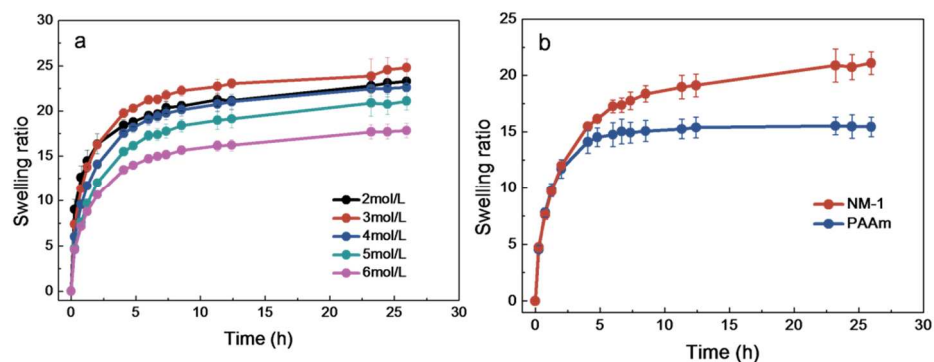 a
Swelling ratio
30
25
20
15
10
5
0
2mol/L
3mol/L
4mol/L
5mol/L
6mol/L
0 5 10 15 20 25 30
Time (h)
b
Swelling ratio
25
20
15
10
5
0
NM-1
PAAm
0 5 10 15 20 25 30
Time (h)